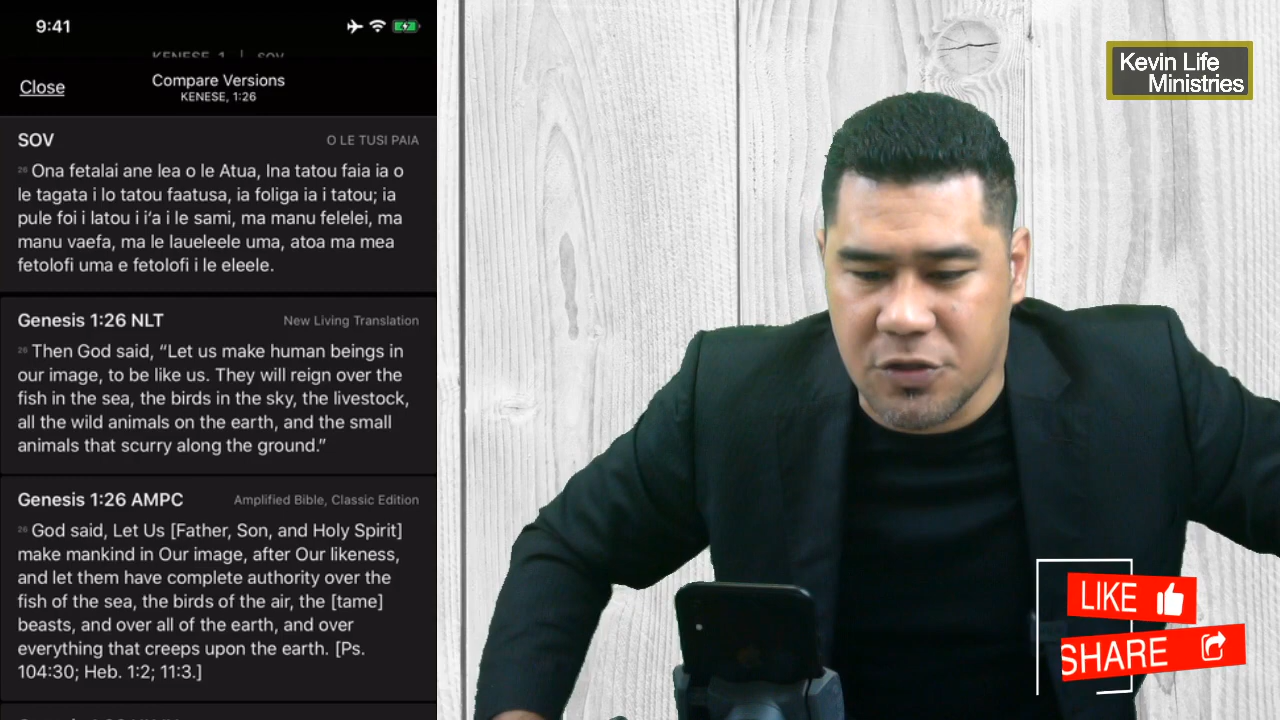 9:41
KENESE 1 | SOV
Close
Compare Versions
KENESE, 1:26
SOV
O LE TUSI PAIA
26 Ona fetalai ane lea o le Atua, Ina tatou faia ia o
le tagata i lo tatou faatusa, ia foliga ia i tatou; ia
pule foi i latou i i‘a i le sami, ma manu felelei, ma
manu vaefa, ma le laueleele uma, atoa ma mea
fetolofi uma e fetolofi i le eleele.
Genesis 1:26 NLT
New Living Translation
26 Then God said, “Let us make human beings in
our image, to be like us. They will reign over the
fish in the sea, the birds in the sky, the livestock,
all the wild animals on the earth, and the small
animals that scurry along the ground.”
Genesis 1:26 AMPC
Amplified Bible, Classic Edition
26 God said, Let Us [Father, Son, and Holy Spirit]
make mankind in Our image, after Our likeness,
and let them have complete authority over the
fish of the sea, the birds of the air, the [tame]
beasts, and over all of the earth, and over
everything that creeps upon the earth. [Ps.
104:30; Heb. 1:2; 11:3.]
Kevin Life
Ministries
LIKE
SHARE